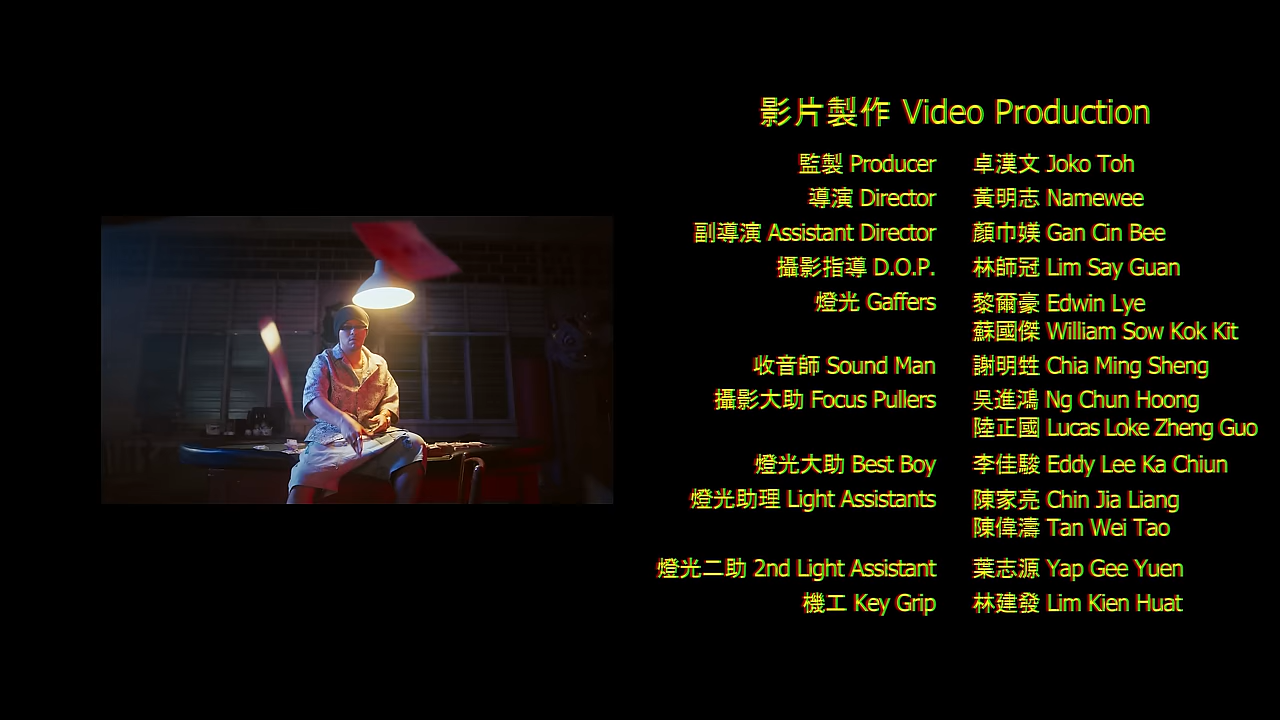 影片製作 Video Production
監製 Producer 卓漢文 Joko Toh
導演 Director 黃明志 Namewee
副導演 Assistant Director 顏巾媄 Gan Cin Bee
攝影指導 D.O.P. 林師冠 Lim Say Guan
燈光 Gaffers 黎爾豪 Edwin Lye
蘇國傑 William Sow Kok Kit
收音師 Sound Man 謝明甡 Chia Ming Sheng
攝影大助 Focus Pullers 吳進鴻 Ng Chun Hoong
陸正國 Lucas Loke Zheng Guo
燈光大助 Best Boy 李佳駿 Eddy Lee Ka Chiun
燈光助理 Light Assistants 陳家亮 Chin Jia Liang
陳偉濤 Tan Wei Tao
燈光二助 2nd Light Assistant 葉志源 Yap Gee Yuen
機工 Key Grip 林建發 Lim Kien Huat